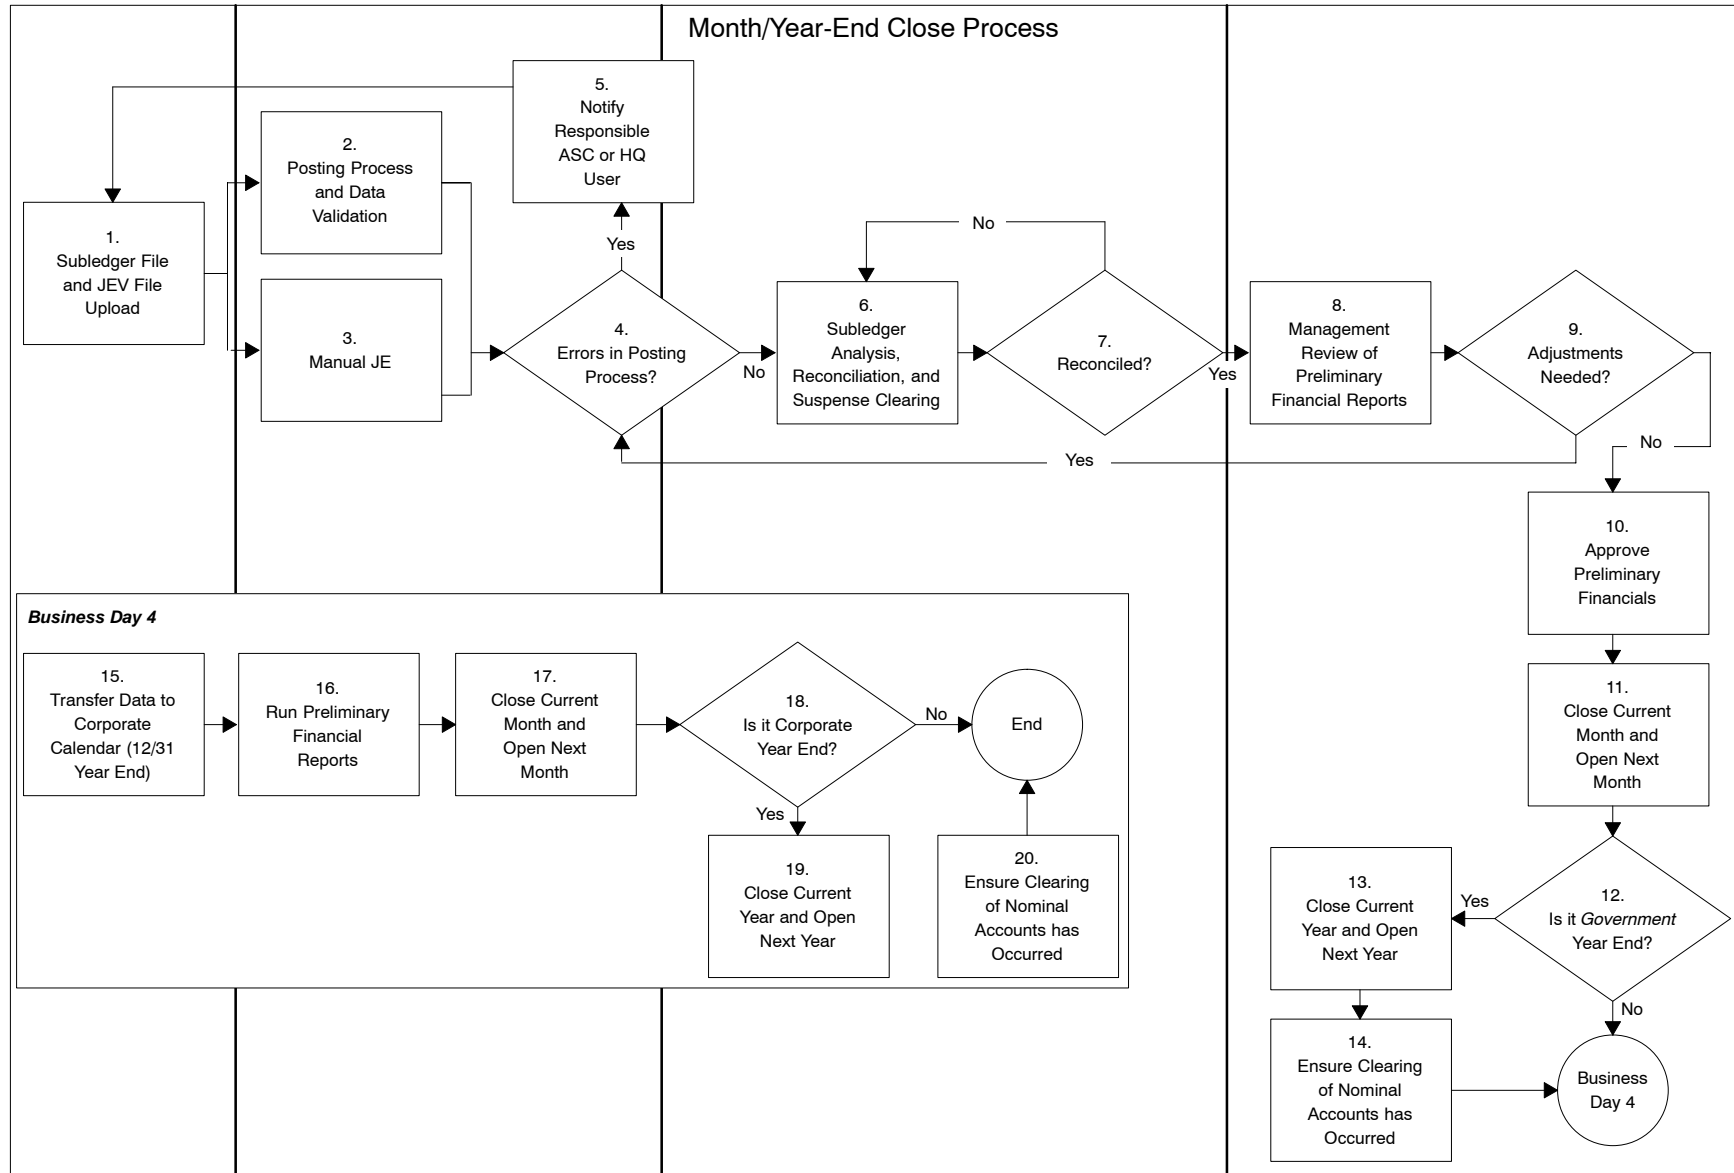 Month/Year-End Close Process
5.
Notify
Responsible
ASC or HQ
User
2.
Posting Process
and Data
Validation
1.
Subledger File
and JEV File
Upload
3.
Manual JE
Yes
4.
Errors in Posting
Process?
No
6.
Subledger
Analysis,
Reconciliation, and
Suspense Clearing
No
7.
Reconciled?
Yes
8.
Management
Review of
Preliminary
Financial Reports
9.
Adjustments
Needed?
Yes
No
10.
Approve
Preliminary
Financials
11.
Close Current
Month and
Open Next
Month
12.
Is it Government
Year End?
Yes
13.
Close Current
Year and Open
Next Year
No
14.
Ensure Clearing
of Nominal
Accounts has
Occurred
Business
Day 4
Business Day 4
15.
Transfer Data to
Corporate
Calendar (12/31
Year End)
16.
Run Preliminary
Financial
Reports
17.
Close Current
Month and
Open Next
Month
18.
Is it Corporate
Year End?
No
End
Yes
19.
Close Current
Year and Open
Next Year
20.
Ensure Clearing
of Nominal
Accounts has
Occurred